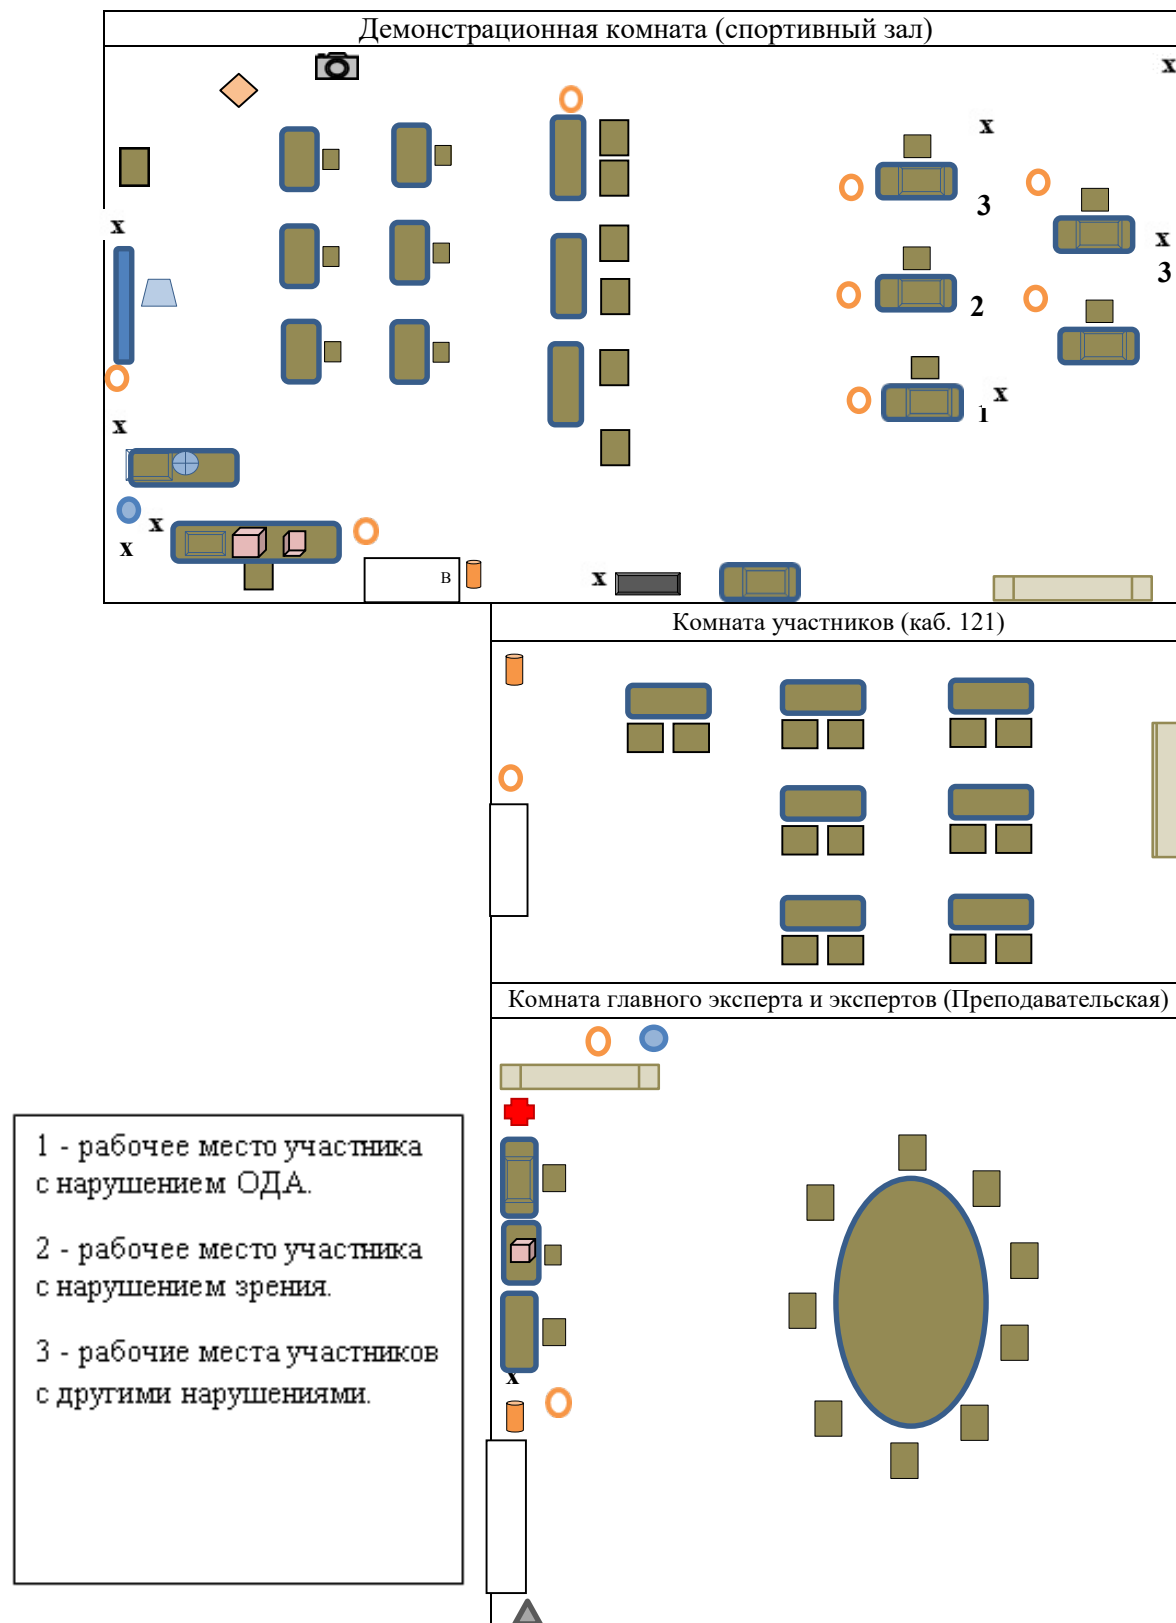 Демонстрационная комната (спортивный зал)
x
x
3
x
x
3
2
x
1
x
x
x
В
x
Комната участников (каб. 121)
Комната главного эксперта и экспертов (Преподавательская)
1 - рабочее место участника
с нарушением ОДА.
2 - рабочее место участника
с нарушением зрения.
3 - рабочие места участников
с другими нарушениями.
x